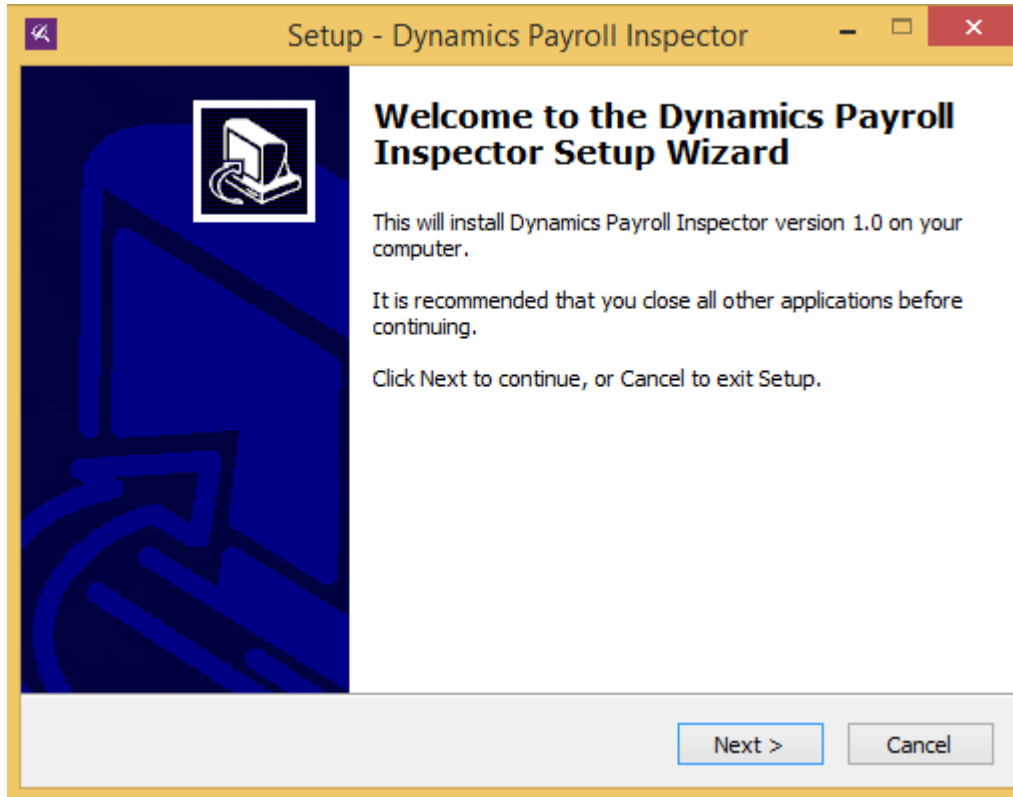 Setup - Dynamics Payroll Inspector
Welcome to the Dynamics Payroll
Inspector Setup Wizard
This will install Dynamics Payroll Inspector version 1.0 on your
computer.
It is recommended that you close all other applications before
continuing.
Click Next to continue, or Cancel to exit Setup.
Next >
Cancel